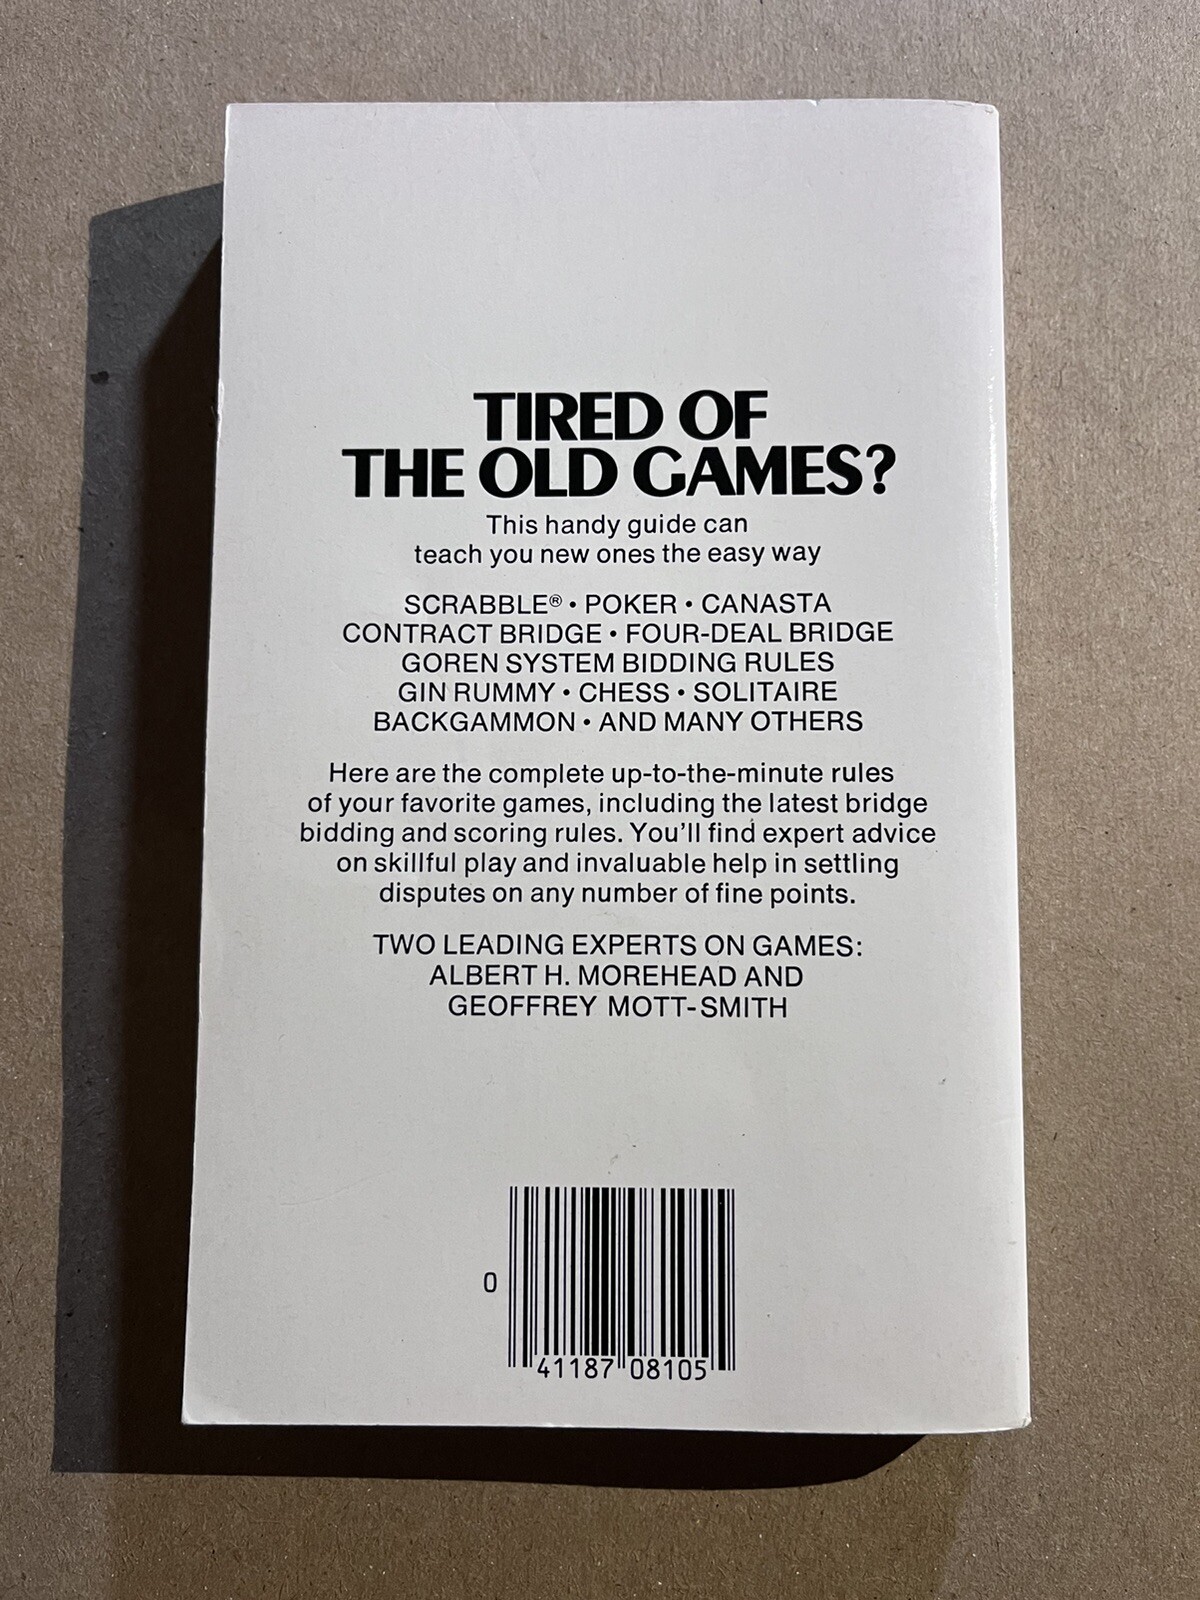 TIRED OF
THE OLD GAMES?
This handy guide can
teach you new ones the easy way
SCRABBLE® • POKER • CANASTA
CONTRACT BRIDGE • FOUR-DEAL BRIDGE
GOREN SYSTEM BIDDING RULES
GIN RUMMY • CHESS • SOLITAIRE
BACKGAMMON • AND MANY OTHERS
Here are the complete up-to-the-minute rules
of your favorite games, including the latest bridge
bidding and scoring rules. You'll find expert advice
on skillful play and invaluable help in settling
disputes on any number of fine points.
TWO LEADING EXPERTS ON GAMES:
ALBERT H. MOREHEAD AND
GEOFFREY MOTT-SMITH
0 41187 08105